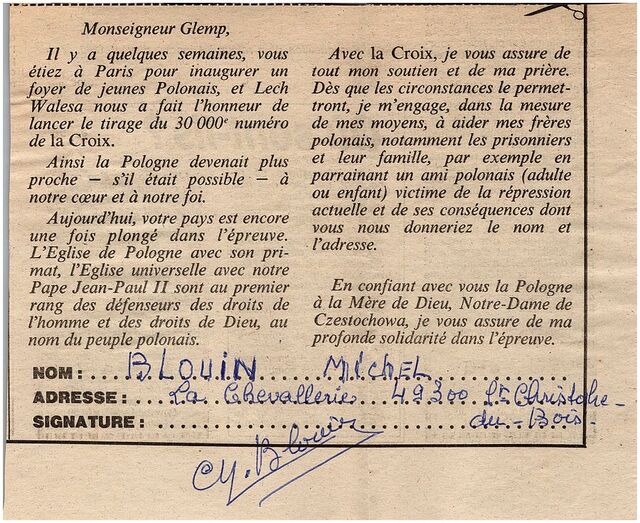 Monseigneur Glemp,
Il y a quelques semaines, vous
étiez à Paris pour inaugurer un
foyer de jeunes Polonais, et Lech
Walesa nous a fait l'honneur de
lancer le tirage du 30 000e numéro
de la Croix.
Ainsi la Pologne devenait plus
proche — s'il était possible — à
notre cœur et à notre foi.
Aujourd'hui, votre pays est encore
une fois plongé dans l'épreuve.
L'Eglise de Pologne avec son pri-
mat, l'Eglise universelle avec notre
Pape Jean-Paul II sont au premier
rang des défenseurs des droits de
l'homme et des droits de Dieu, au
nom du peuple polonais.
Avec la Croix, je vous assure de
tout mon soutien et de ma prière.
Dès que les circonstances le permet-
tront, je m'engage, dans la mesure
de mes moyens, à aider mes frères
polonais, notamment les prisonniers
et leur famille, par exemple en
parrainant un ami polonais (adulte
ou enfant) victime de la répression
actuelle et de ses conséquences dont
vous nous donneriez le nom et
l'adresse.
En confiant avec vous la Pologne
à la Mère de Dieu, Notre-Dame de
Czestochowa, je vous assure de ma
profonde solidarité dans l'épreuve.
NOM : BLOUIN MICHEL
ADRESSE : La Chevallerie 49300 St Christophe-
SIGNATURE : du-Bois-
M. Blouin